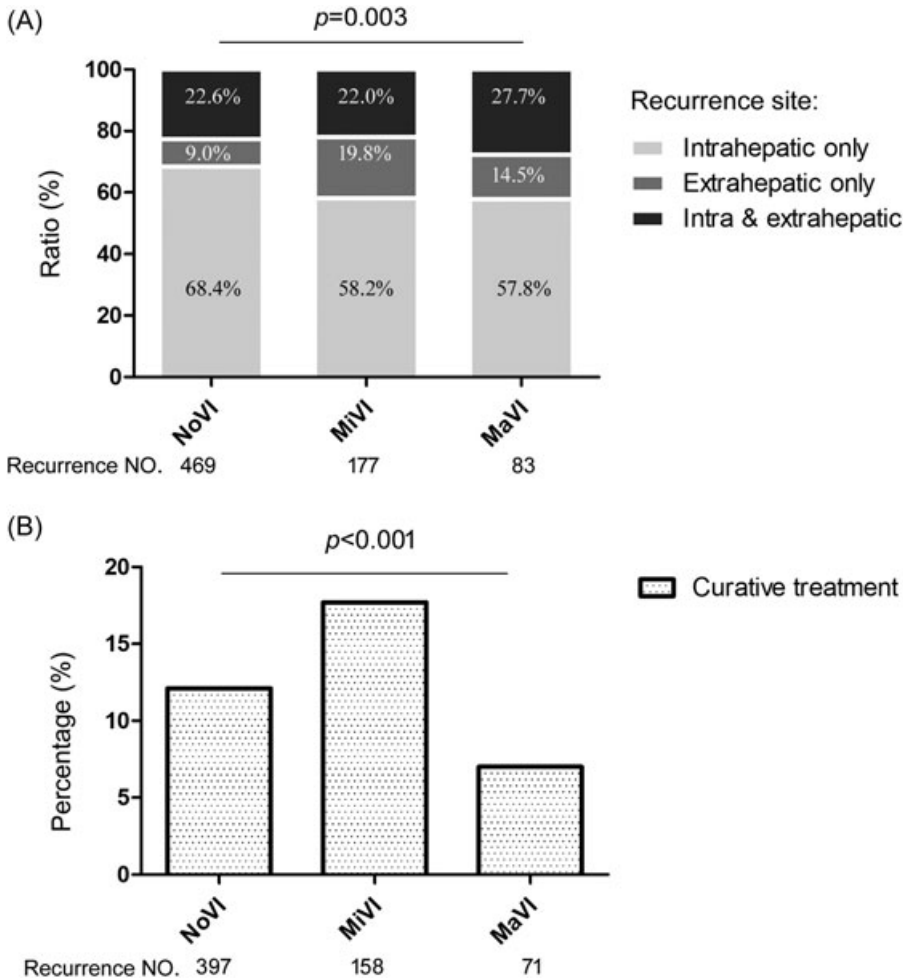 (A)
p=0.003
100
80
60
40
20
0
Ratio (%)
22.6%
22.0%
27.7%
9.0%
19.8%
14.5%
68.4%
58.2%
57.8%
Recurrence site:
Intrahepatic only
Extrahepatic only
Intra & extrahepatic
NoVI
MiVI
MaVI
Recurrence NO. 469 177 83
(B)
p<0.001
20
15
10
5
0
Percentage (%)
Curative treatment
NoVI
MiVI
MaVI
Recurrence NO. 397 158 71